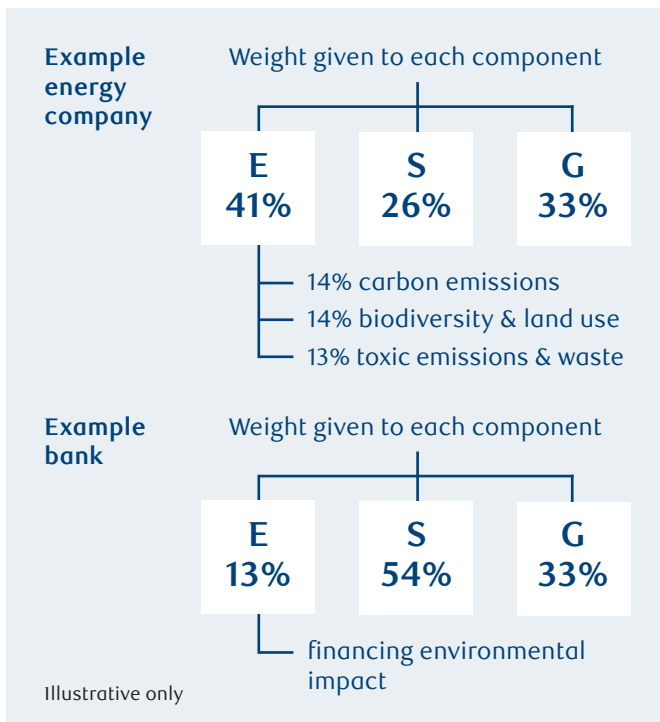 Example
energy
company
Weight given to each component
E
41%
S
26%
G
33%
14% carbon emissions
14% biodiversity & land use
13% toxic emissions & waste
Example
bank
Weight given to each component
E
13%
S
54%
G
33%
financing environmental
impact
Illustrative only